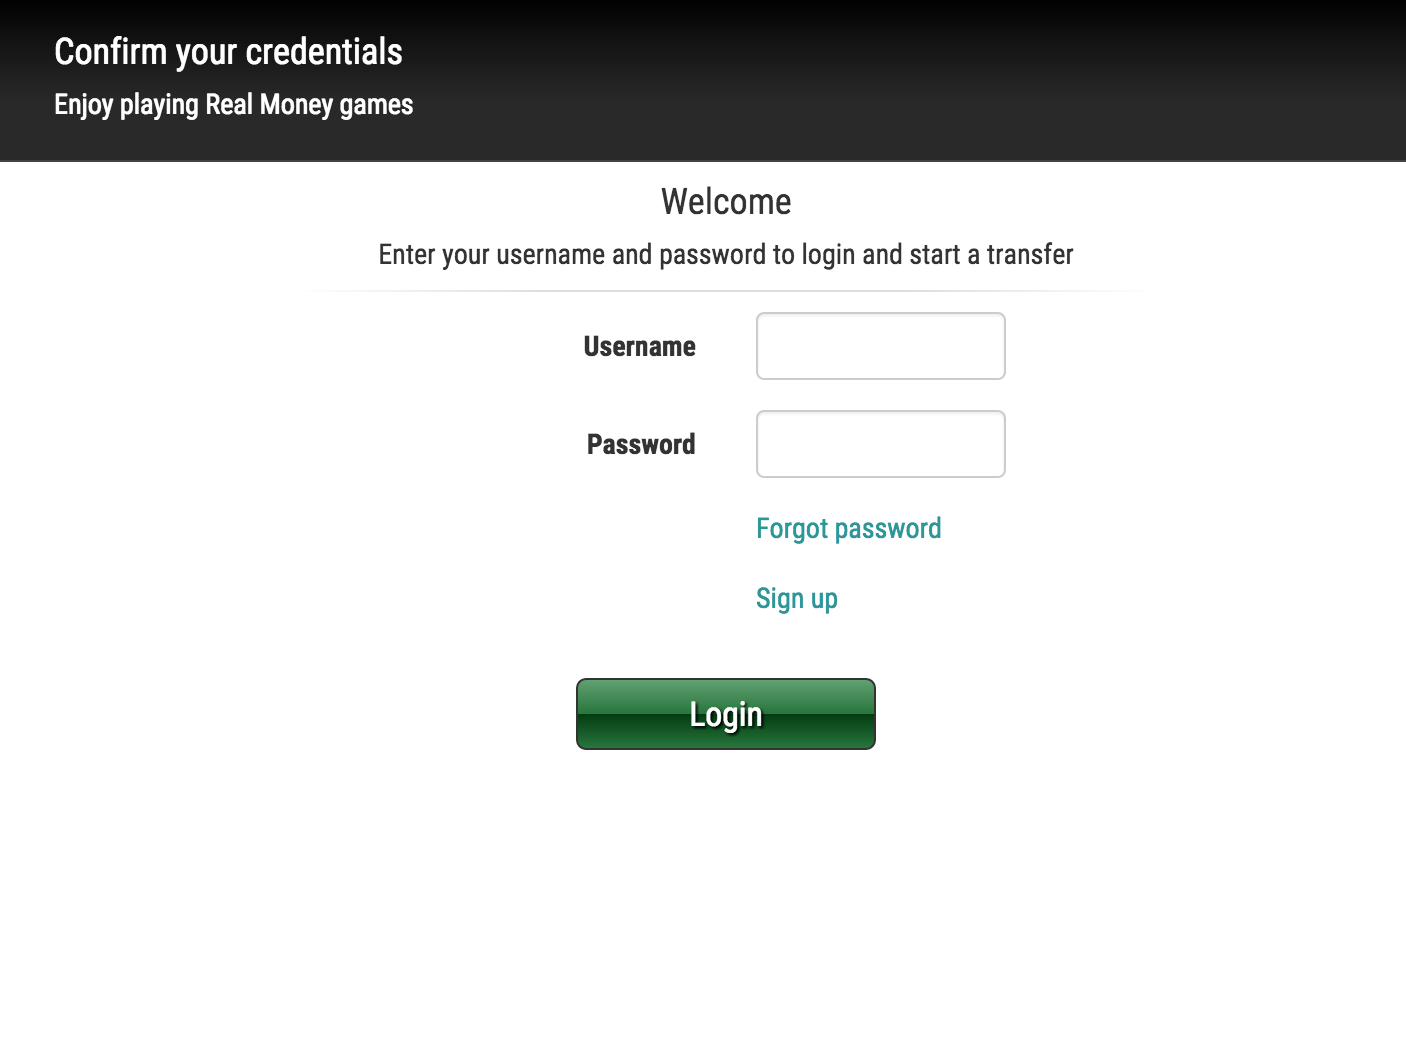 Confirm your credentials
Enjoy playing Real Money games
Welcome
Enter your username and password to login and start a transfer
Username
Password
Forgot password
Sign up
Login